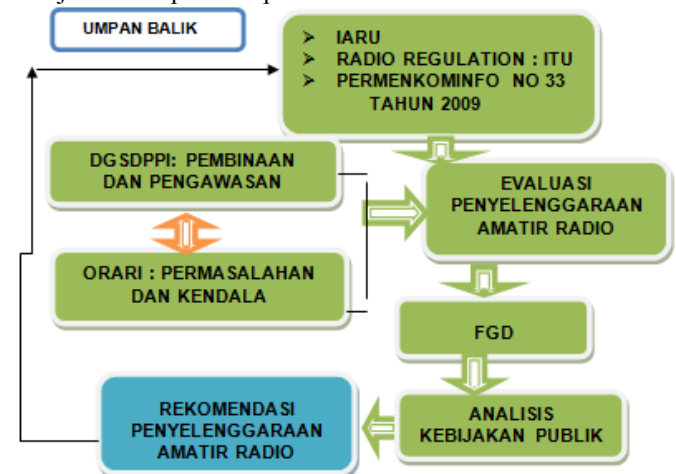 UMPAN BALIK
➤ IARU
➤ RADIO REGULATION : ITU
➤ PERMENKOMINFO NO 33
TAHUN 2009
DGSDPPI: PEMBINAAN
DAN PENGAWASAN
EVALUASI
PENYELENGGARAAN
AMATIR RADIO
ORARI : PERMASALAHAN
DAN KENDALA
FGD
REKOMENDASI
PENYELENGGARAAN
AMATIR RADIO
ANALISIS
KEBIJAKAN PUBLIK